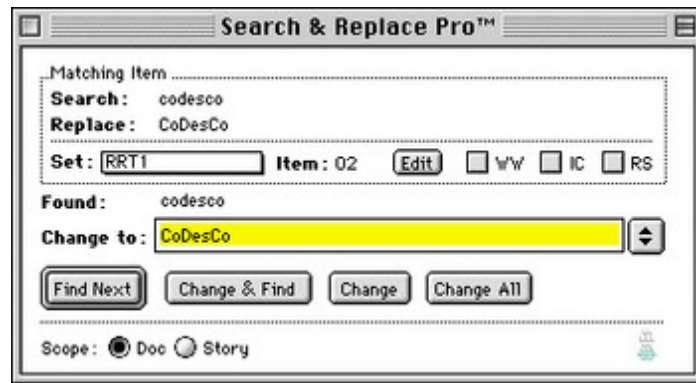 Search & Replace Pro™
Matching Item
Search: codesco
Replace: CoDesCo
Set: RRT1 Item: 02 Edit WW IC RS
Found: codesco
Change to: CoDesCo
Find Next Change & Find Change Change All
Scope: Doc Story